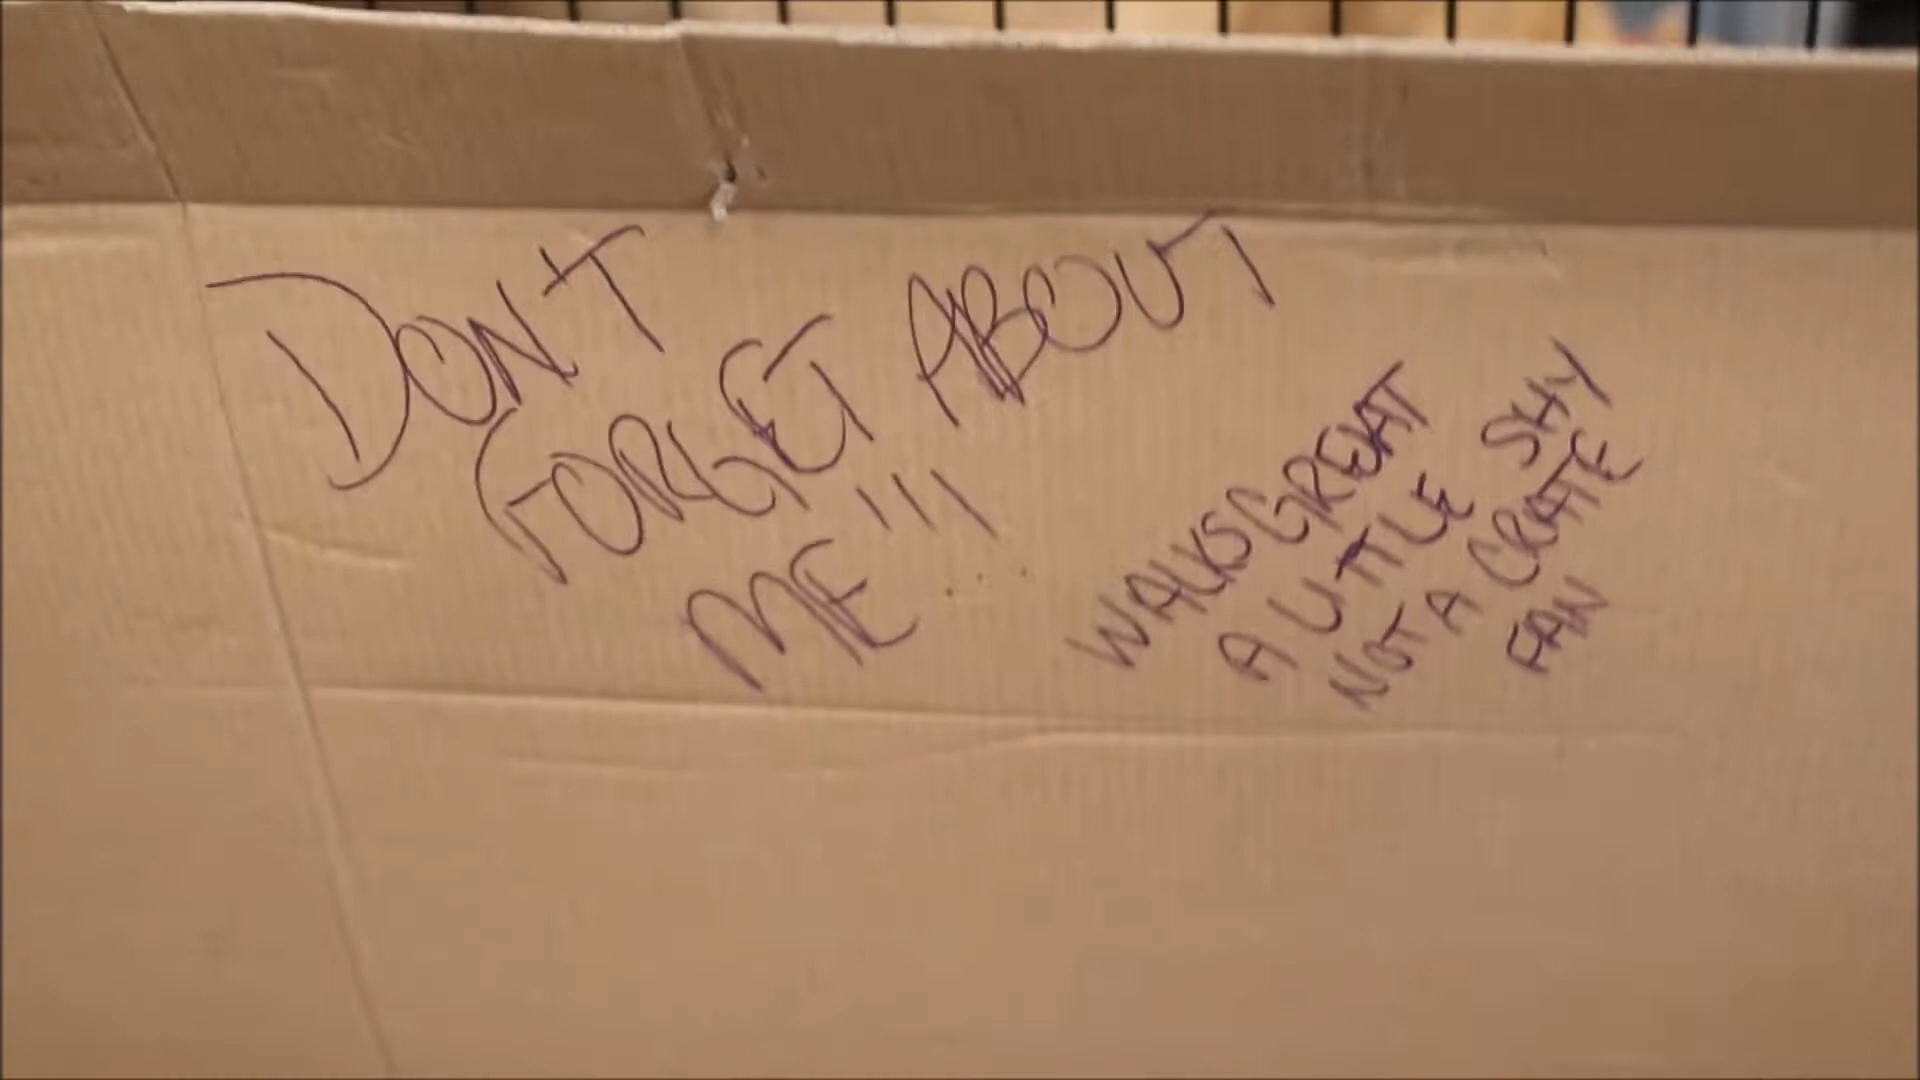 DON'T
FORGET ABOUT
ME!!!
WALKS GREAT
A LITTLE SHY
NOT A CRATE
FAN